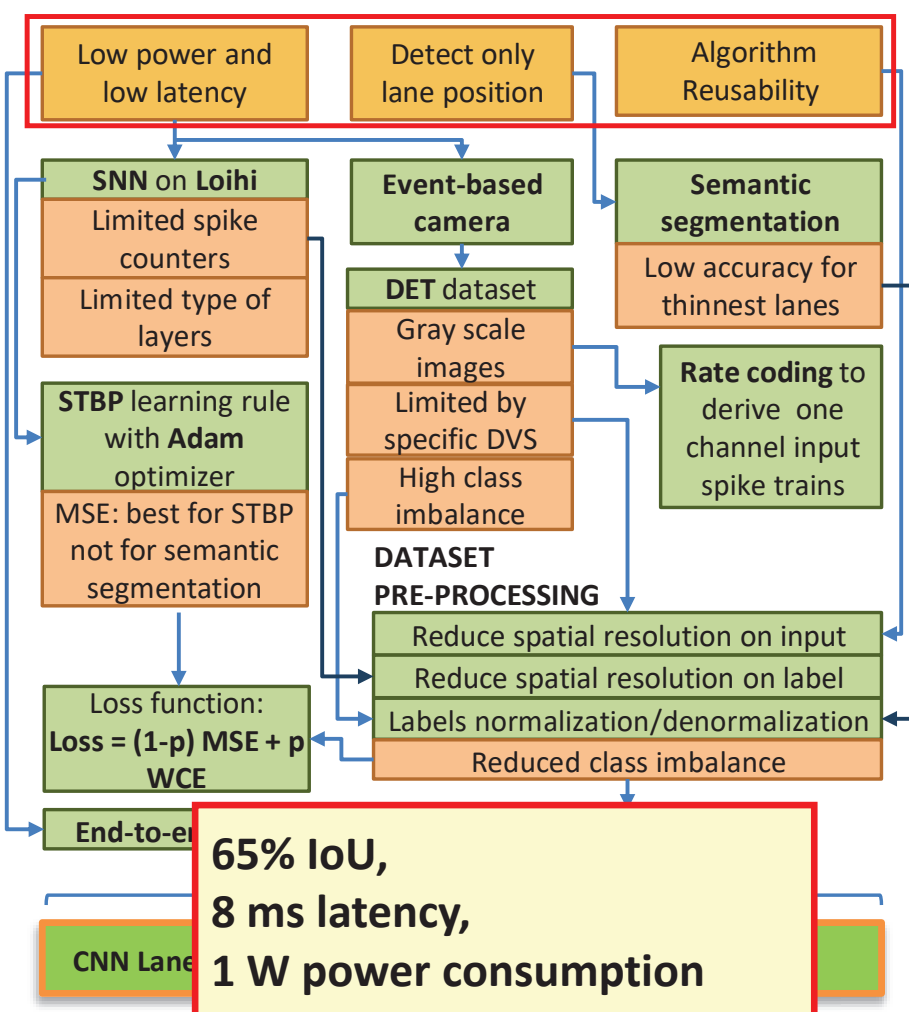 Low power and
low latency
Detect only
lane position
Algorithm
Reusability
SNN on Loihi
Limited spike
counters
Limited type of
layers
Event-based
camera
Semantic
segmentation
Low accuracy for
thinnest lanes
DET dataset
Gray scale
images
Limited by
specific DVS
High class
imbalance
Rate coding to
derive one
channel input
spike trains
STBP learning rule
with Adam
optimizer
MSE: best for STBP
not for semantic
segmentation
DATASET
PRE-PROCESSING
Reduce spatial resolution on input
Reduce spatial resolution on label
Labels normalization/denormalization
Reduced class imbalance
Loss function:
Loss = (1-p) MSE + p
WCE
65% IoU,
8 ms latency,
1 W power consumption
End-to-
CNN Lane